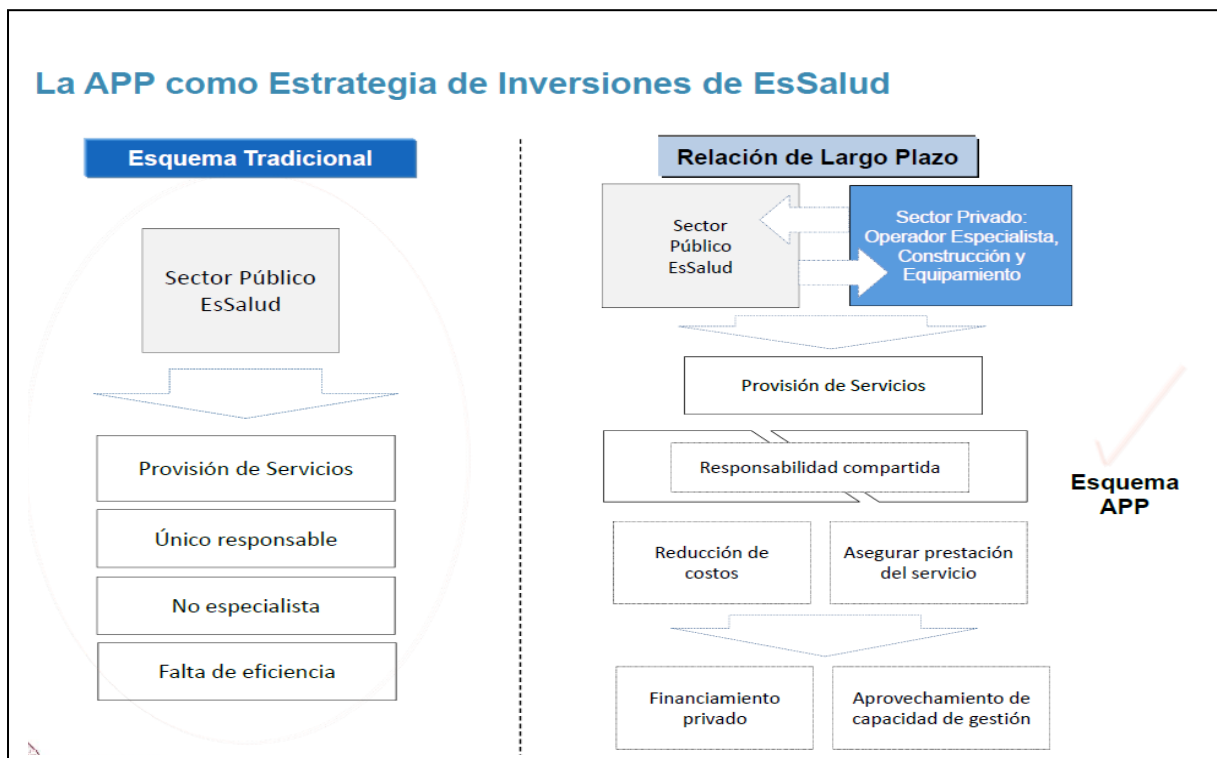 La APP como Estrategia de Inversiones de EsSalud
Esquema Tradicional
Sector Público
EsSalud
Provisión de Servicios
Único responsable
No especialista
Falta de eficiencia
Relación de Largo Plazo
Sector
Público
EsSalud
Sector Privado:
Operador Especialista,
Construcción y
Equipamiento
Provisión de Servicios
Responsabilidad compartida
Reducción de
costos
Asegurar prestación
del servicio
Financiamiento
privado
Aprovechamiento de
capacidad de gestión
Esquema
APP